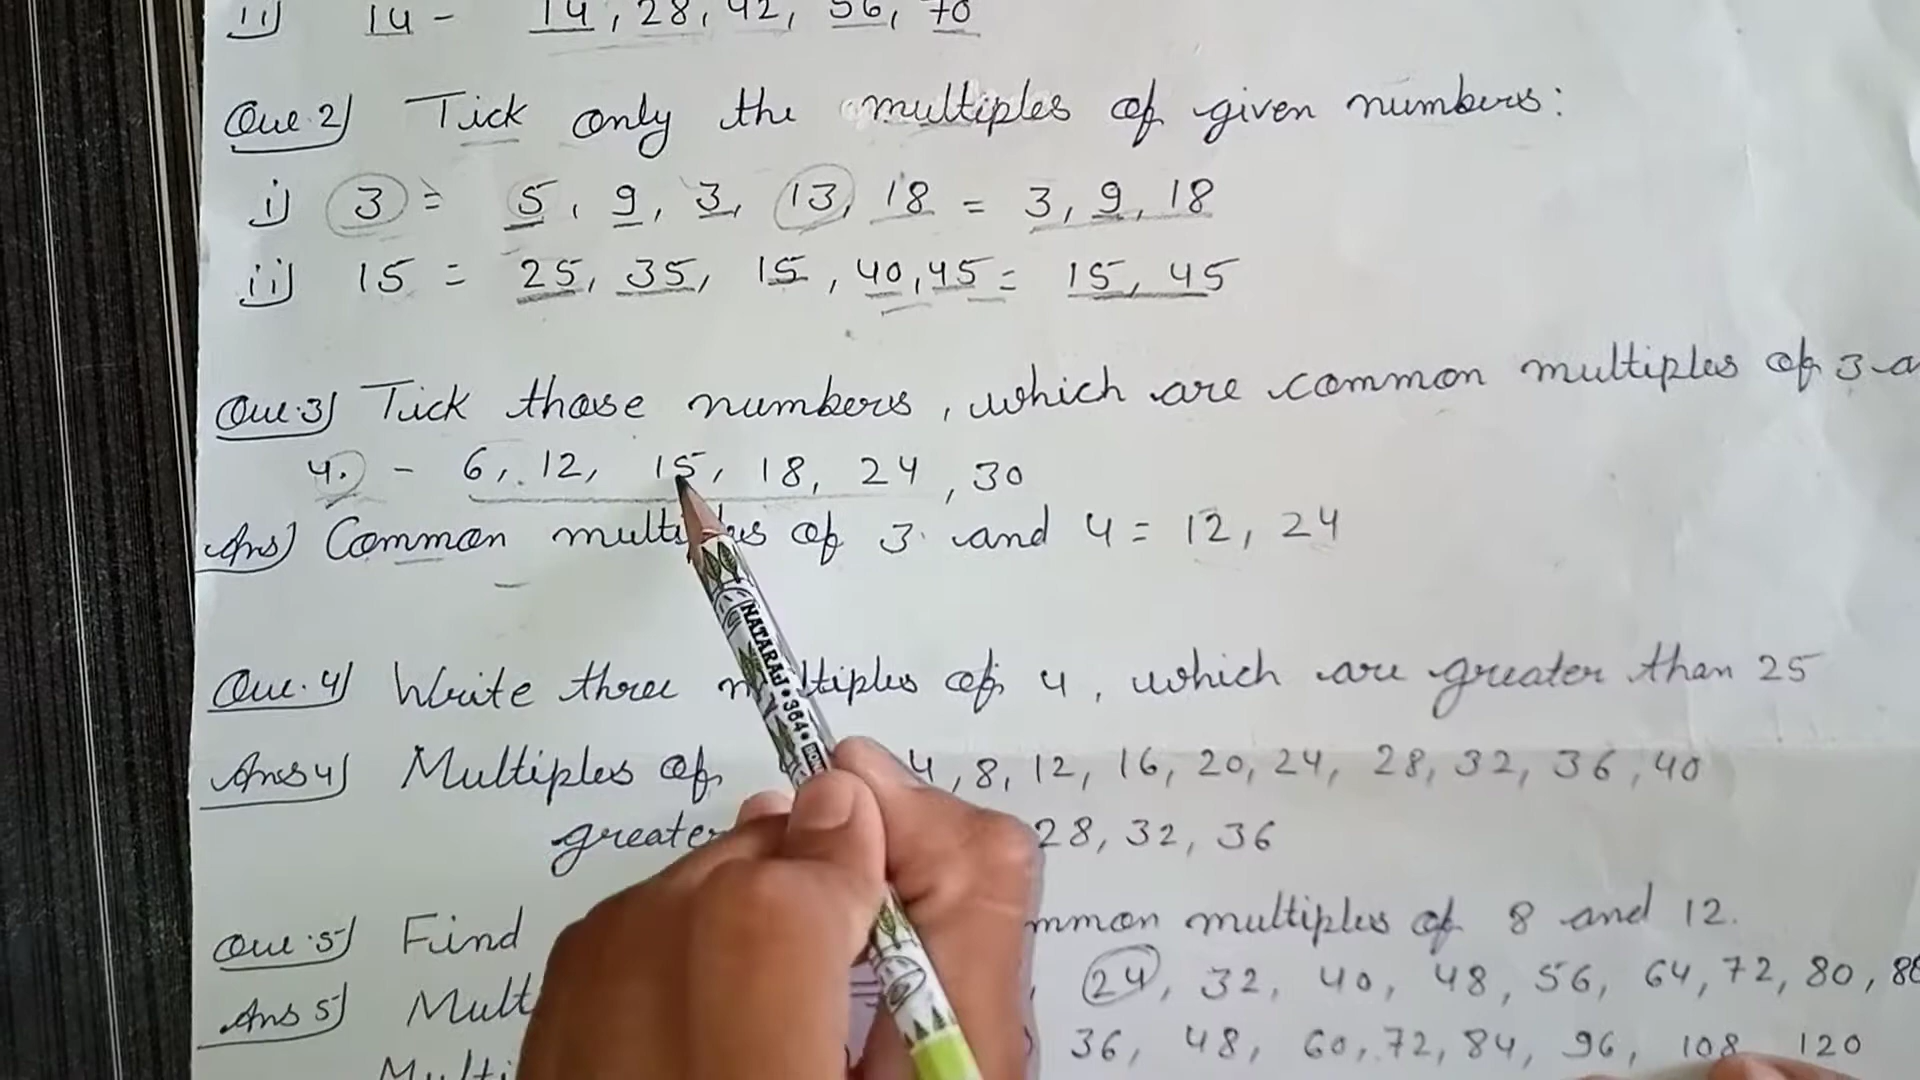 ii) 14 - 14, 28, 42, 56, 70
Que.2) Tick only the multiples of given numbers:
i) 3 = 5, 9, 3, 13, 18 = 3, 9, 18
ii) 15 = 25, 35, 15, 40, 45 = 15, 45
Que.3) Tick those numbers, which are common multiples of 3 a
4. - 6, 12, 15, 18, 24, 30
Ans) Common multiples of 3 and 4 = 12, 24
Que.4) Write three multiples of 4, which are greater than 25
Ans 4) Multiples of 4, 8, 12, 16, 20, 24, 28, 32, 36, 40
greater 28, 32, 36
Que.5) Find mmon multiples of 8 and 12.
Ans 5) Mult 24, 32, 40, 48, 56, 64, 72, 80, 88
Multi 36, 48, 60, 72, 84, 96, 108 120
NATARAJ • 364 •